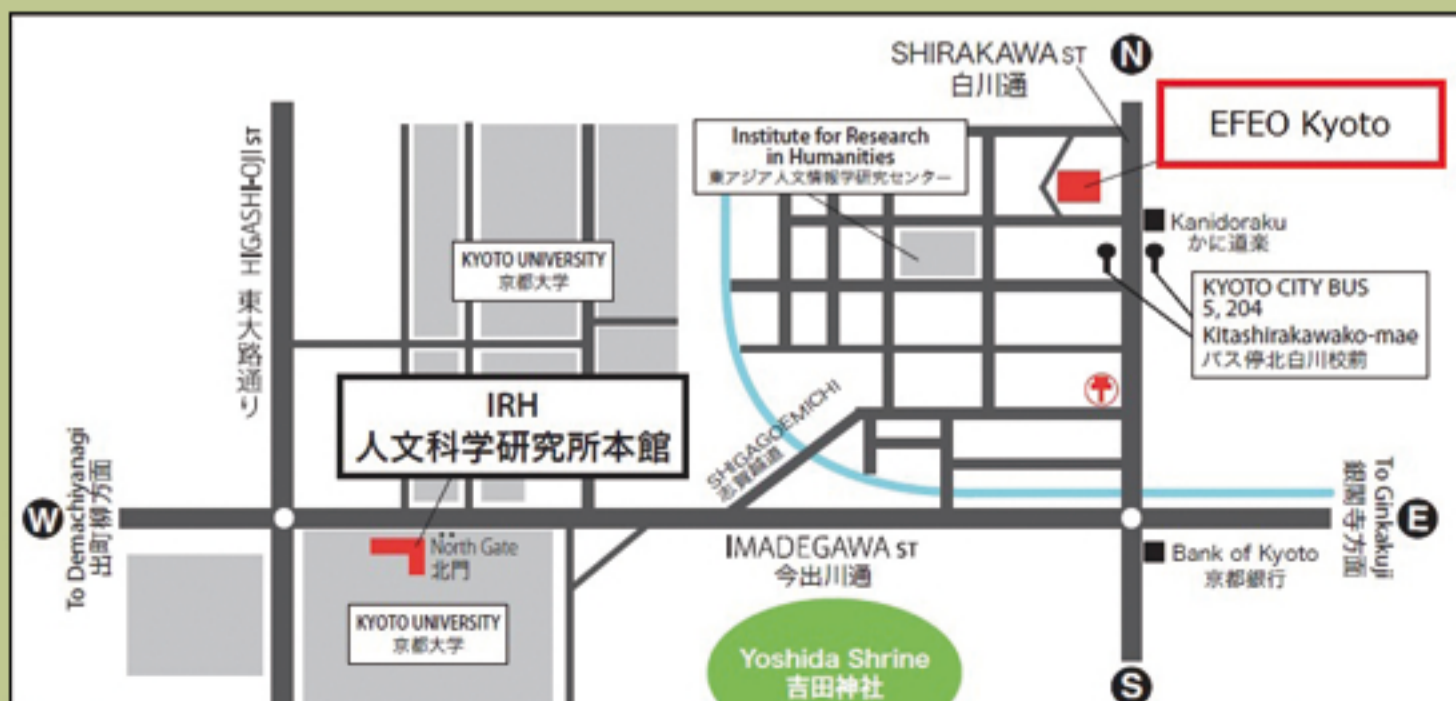 SHIRAKAWA ST
白川通
N
EFEO Kyoto
Institute for Research
in Humanities
東アジア人文情報学研究センター
HIGASHI-OJI ST
東大路通り
Kanidoraku
かに道楽
KYOTO UNIVERSITY
京都大学
KYOTO CITY BUS
5, 204
Kitashirakawako-mae
バス停北白川校前
IRH
人文科学研究所本館
SHIGAGOEMICHI
志賀越道
W
To Demachiyanagi
出町柳方面
To Ginkakuji
銀閣寺方面
E
North Gate
北門
IMADEGAWA ST
今出川通
Bank of Kyoto
京都銀行
KYOTO UNIVERSITY
京都大学
Yoshida Shrine
吉田神社
S